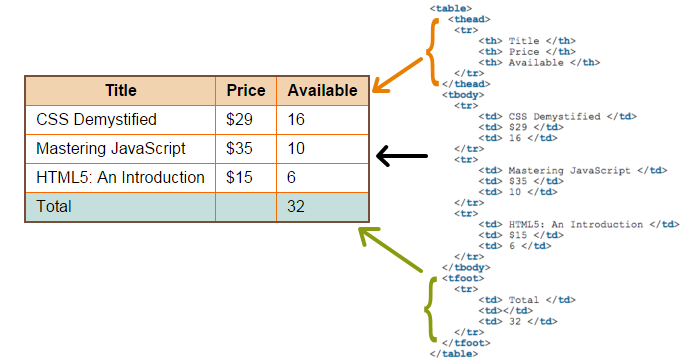 Title Price Available
CSS Demystified $29 16
Mastering JavaScript $35 10
HTML5: An Introduction $15 6
Total 32
<table>
<thead>
<tr>
<th> Title </th>
<th> Price </th>
<th> Available </th>
</tr>
</thead>
<tbody>
<tr>
<td> CSS Demystified </td>
<td> $29 </td>
<td> 16 </td>
</tr>
<tr>
<td> Mastering JavaScript </td>
<td> $35 </td>
<td> 10 </td>
</tr>
<tr>
<td> HTML5: An Introduction </td>
<td> $15 </td>
<td> 6 </td>
</tr>
</tbody>
<tfoot>
<tr>
<td> Total </td>
<td></td>
<td> 32 </td>
</tr>
</tfoot>
</table>